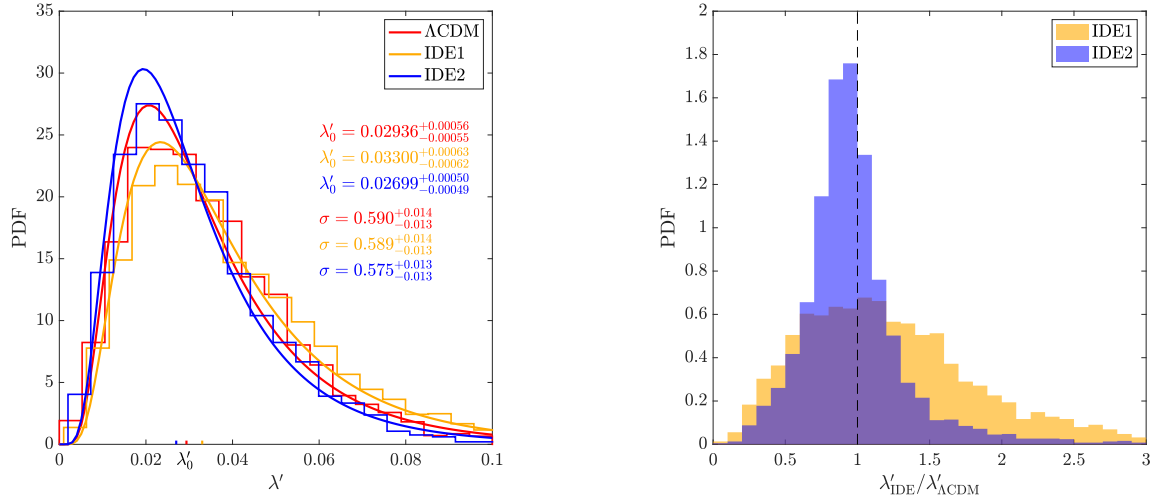 35
30
25
20
15
10
5
0
PDF
0 0.02 λ′₀ 0.04 0.06 0.08 0.1
λ′
ΛCDM
IDE1
IDE2
λ′₀ = 0.02936 +0.00056 −0.00055
λ′₀ = 0.03300 +0.00063 −0.00062
λ′₀ = 0.02699 +0.00050 −0.00049
σ = 0.590 +0.014 −0.013
σ = 0.589 +0.014 −0.013
σ = 0.575 +0.013 −0.013
2
1.8
1.6
1.4
1.2
1
0.8
0.6
0.4
0.2
0
PDF
0 0.5 1 1.5 2 2.5 3
λ′IDE/λ′ΛCDM
IDE1
IDE2